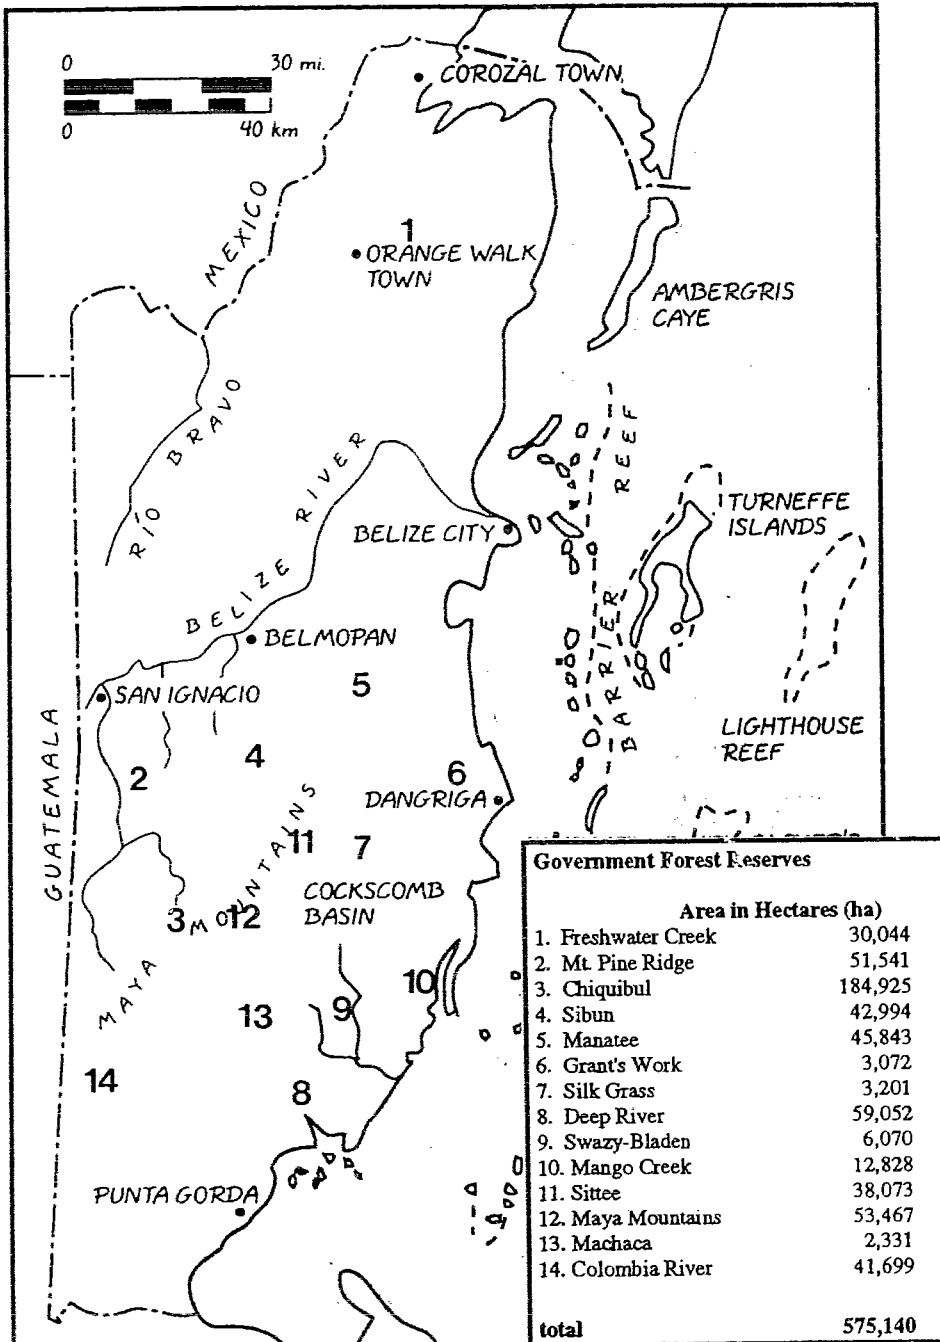 0 30 mi.
0 40 km
COROZAL TOWN
MEXICO
1
ORANGE WALK
TOWN
AMBERGRIS
CAYE
RÍO BRAVO
BELIZE RIVER
BARRIER REEF
TURNEFFE
ISLANDS
BELIZE CITY
BELMOPAN
SAN IGNACIO
5
LIGHTHOUSE
REEF
GUATEMALA
2
4
6
DANGRIGA
MAYA MOUNTAINS
11
7
COCKSCOMB
BASIN
3
12
10
13
9
14
8
PUNTA GORDA
Government Forest Reserves
Area in Hectares (ha)
1. Freshwater Creek 30,044
2. Mt. Pine Ridge 51,541
3. Chiquibul 184,925
4. Sibun 42,994
5. Manatee 45,843
6. Grant's Work 3,072
7. Silk Grass 3,201
8. Deep River 59,052
9. Swazy-Bladen 6,070
10. Mango Creek 12,828
11. Sittee 38,073
12. Maya Mountains 53,467
13. Machaca 2,331
14. Colombia River 41,699
total 575,140